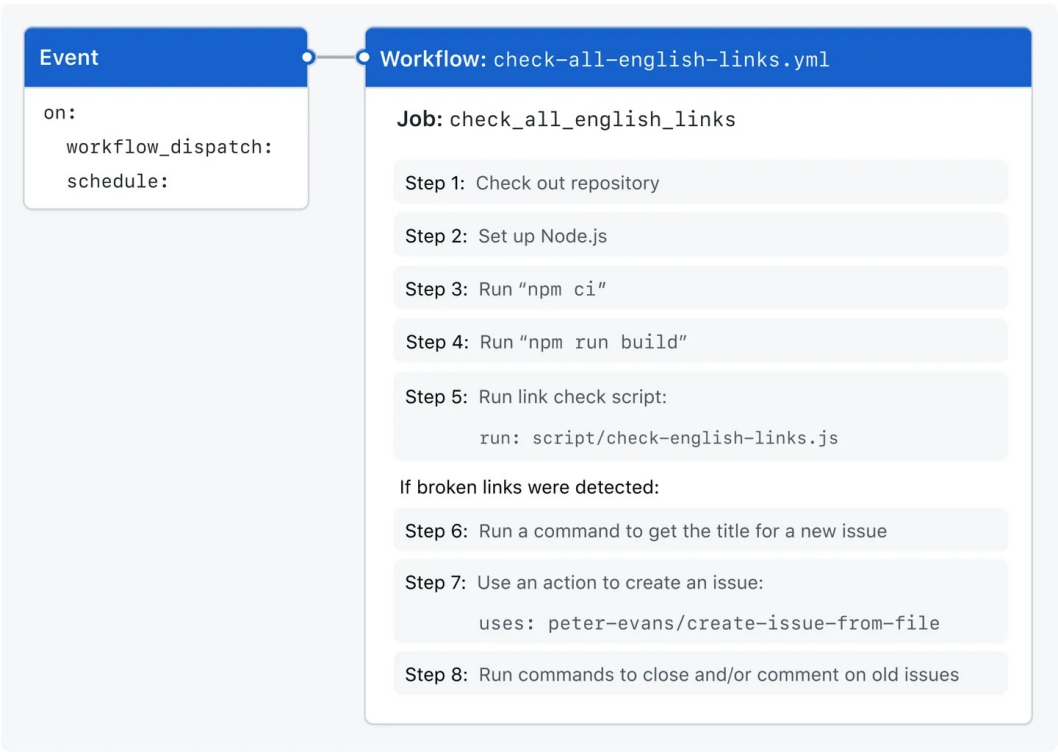 Event
on:
workflow_dispatch:
schedule:
Workflow: check-all-english-links.yml
Job: check_all_english_links
Step 1: Check out repository
Step 2: Set up Node.js
Step 3: Run “npm ci”
Step 4: Run “npm run build”
Step 5: Run link check script:
run: script/check-english-links.js
If broken links were detected:
Step 6: Run a command to get the title for a new issue
Step 7: Use an action to create an issue:
uses: peter-evans/create-issue-from-file
Step 8: Run commands to close and/or comment on old issues